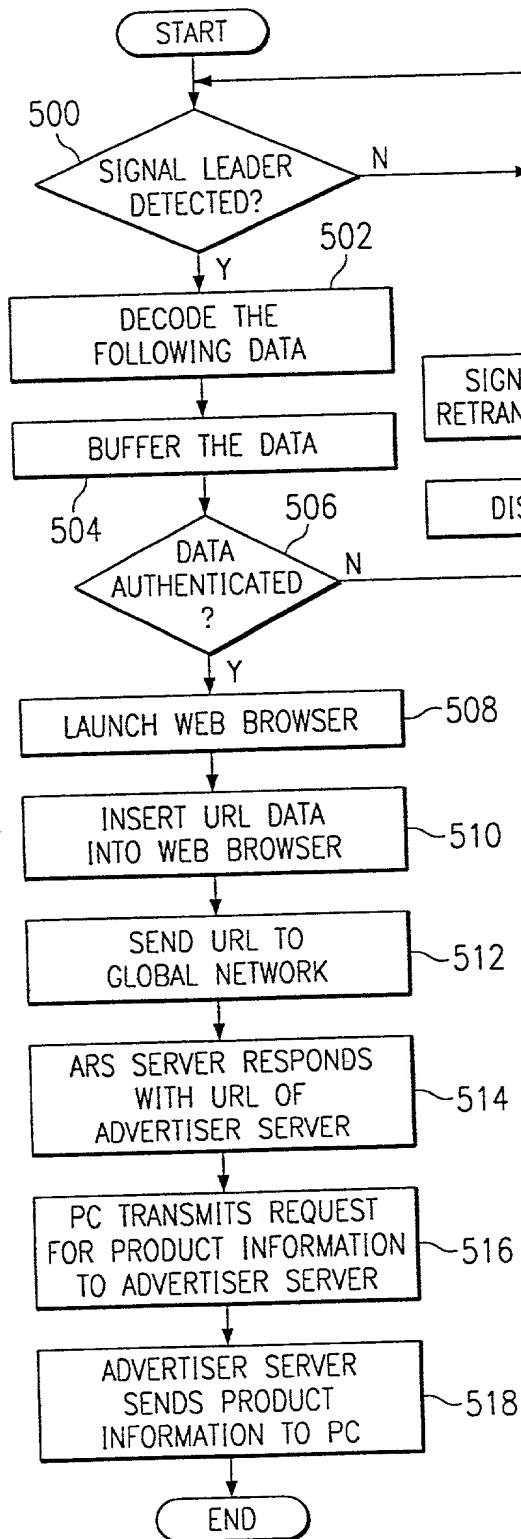 START
500
SIGNAL LEADER
DETECTED?
N
Y
502
DECODE THE
FOLLOWING DATA
SIGN
RETRAN
BUFFER THE DATA
504
506
DIS
DATA
AUTHENTICATED
?
N
Y
LAUNCH WEB BROWSER
508
INSERT URL DATA
INTO WEB BROWSER
510
SEND URL TO
GLOBAL NETWORK
512
ARS SERVER RESPONDS
WITH URL OF
ADVERTISER SERVER
514
PC TRANSMITS REQUEST
FOR PRODUCT INFORMATION
TO ADVERTISER SERVER
516
ADVERTISER SERVER
SENDS PRODUCT
INFORMATION TO PC
518
END